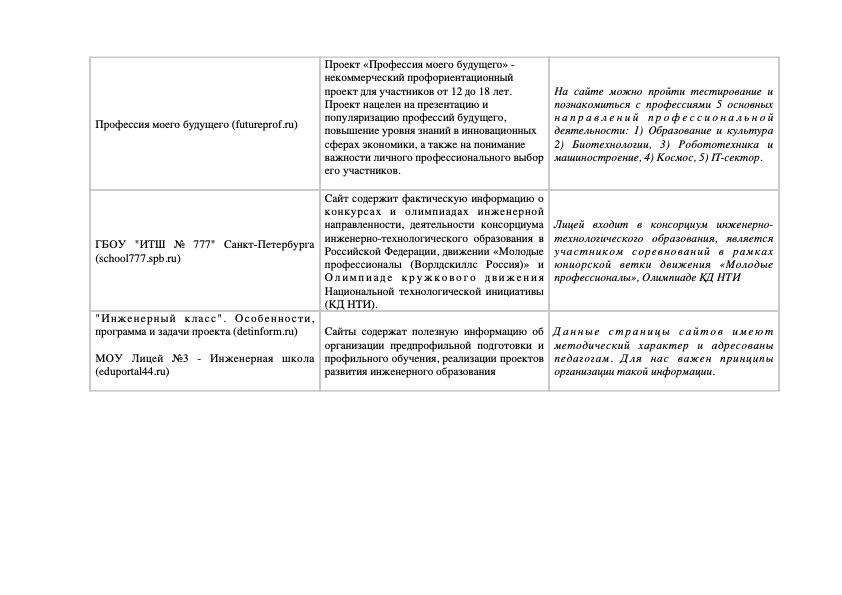 Профессия моего будущего (futureprof.ru)
Проект «Профессия моего будущего» -
некоммерческий профориентационный
проект для участников от 12 до 18 лет.
Проект нацелен на презентацию и
популяризацию профессий будущего,
повышение уровня знаний в инновационных
сферах экономики, а также на понимание
важности личного профессионального выбор
его участников.
На сайте можно пройти тестирование и
познакомиться с профессиями 5 основных
направлений профессиональной
деятельности: 1) Образование и культура
2) Биотехнологии, 3) Робототехника и
машиностроение, 4) Космос, 5) IT-сектор.
ГБОУ "ИТШ № 777" Санкт-Петербурга
(school777.spb.ru)
Сайт содержит фактическую информацию о
конкурсах и олимпиадах инженерной
направленности, деятельности консорциума
инженерно-технологического образования в
Российской Федерации, движении «Молодые
профессионалы (Ворлдскиллс Россия)» и
Олимпиаде кружкового движения
Национальной технологической инициативы
(КД НТИ).
Лицей входит в консорциум инженерно-
технологического образования, является
участником соревнований в рамках
юниорской ветки движения «Молодые
профессионалы», Олимпиаде КД НТИ
"Инженерный класс". Особенности,
программа и задачи проекта (detinform.ru)
МОУ Лицей №3 - Инженерная школа
(eduportal44.ru)
Сайты содержат полезную информацию об
организации предпрофильной подготовки и
профильного обучения, реализации проектов
развития инженерного образования
Данные страницы сайтов имеют
методический характер и адресованы
педагогам. Для нас важен принципы
организации такой информации.